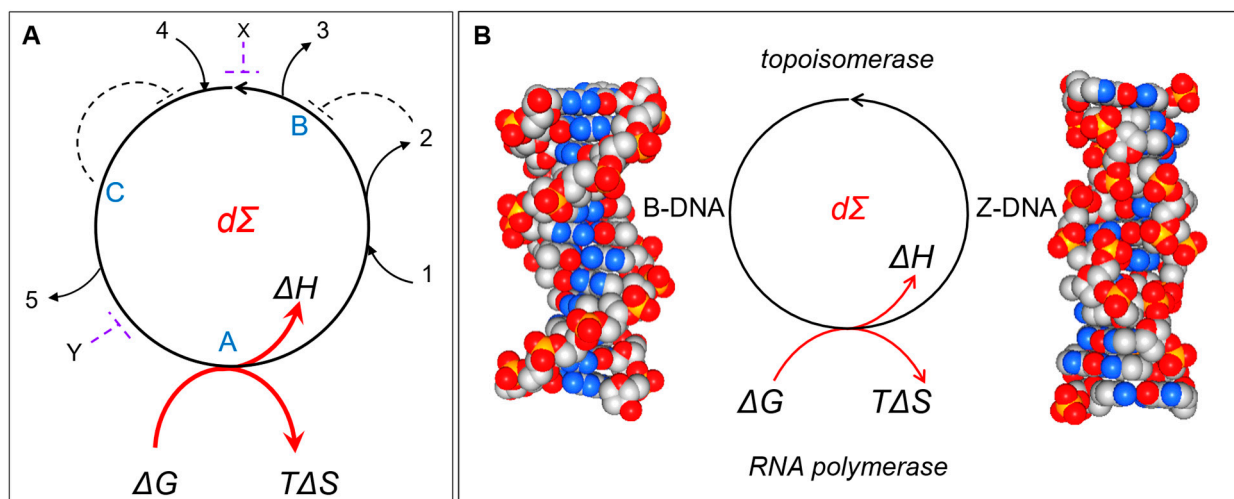 A
4
X
3
B
2
C
dΣ
1
5
ΔH
Y
A
ΔG
TΔS
B
topoisomerase
B-DNA
dΣ
Z-DNA
ΔH
ΔG
TΔS
RNA polymerase